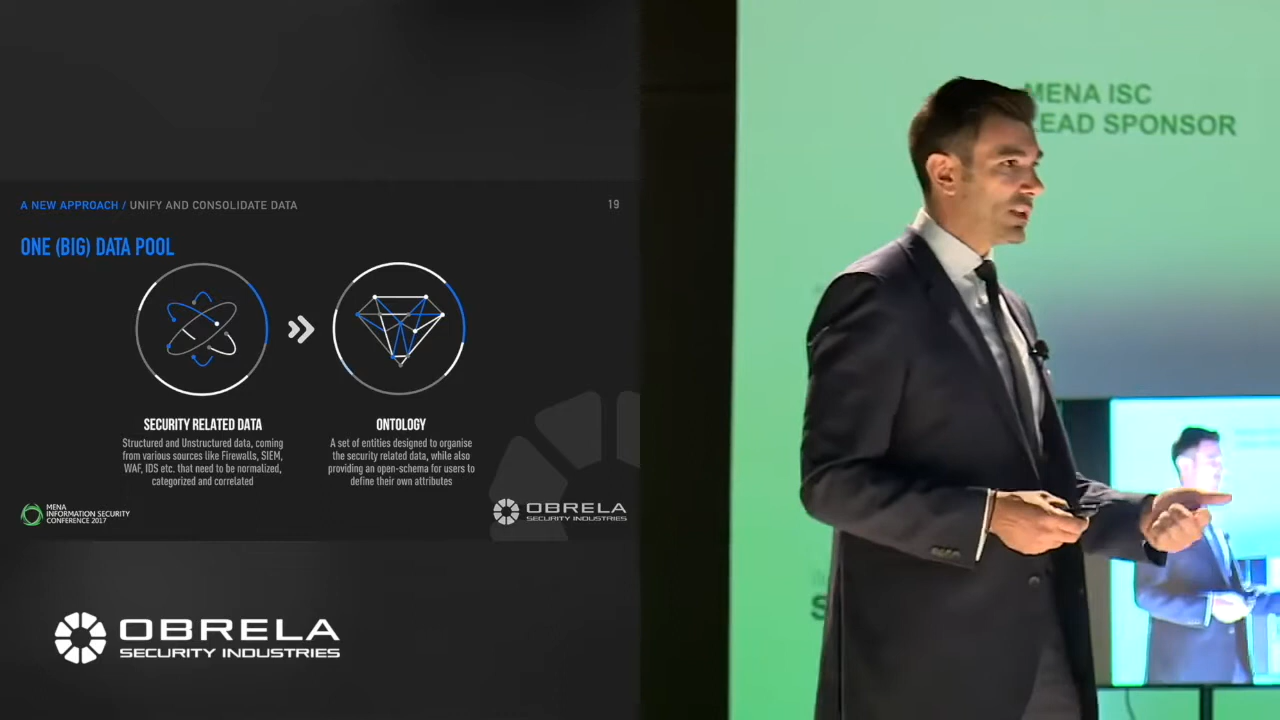 A NEW APPROACH / UNIFY AND CONSOLIDATE DATA
19
ONE (BIG) DATA POOL
SECURITY RELATED DATA
Structured and Unstructured data, coming
from various sources like Firewalls, SIEM,
WAF, IDS etc. that need to be normalized,
categorized and correlated
ONTOLOGY
A set of entities designed to organise
the security related data, while also
providing an open-schema for users to
define their own attributes
MENA
INFORMATION SECURITY
CONFERENCE 2017
OBRELA
SECURITY INDUSTRIES
OBRELA
SECURITY INDUSTRIES
MENA ISC
LEAD SPONSOR